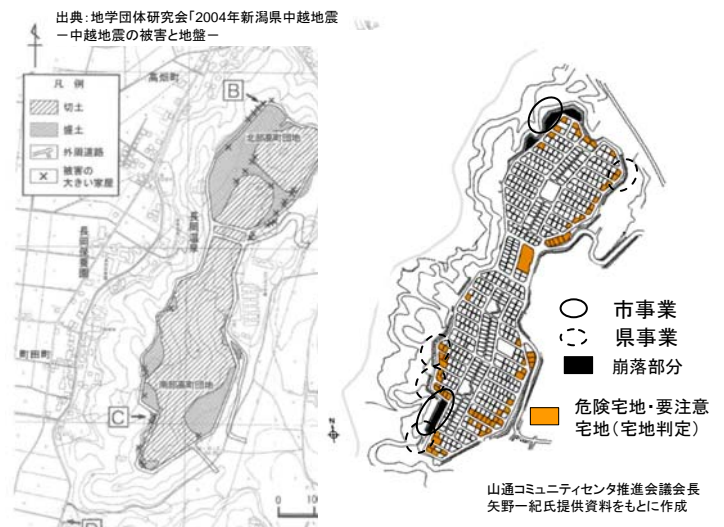 出典：地学団体研究会「2004年新潟県中越地震
－中越地震の被害と地盤－
凡例
切土
盛土
外周道路
被害の
大きい家屋
高畑町
B
北部高町団地
長岡保養園
町田町
南部高町団地
C
市事業
県事業
崩落部分
危険宅地・要注意
宅地（宅地判定）
N
山通コミュニティセンタ推進会議会長
矢野一紀氏提供資料をもとに作成